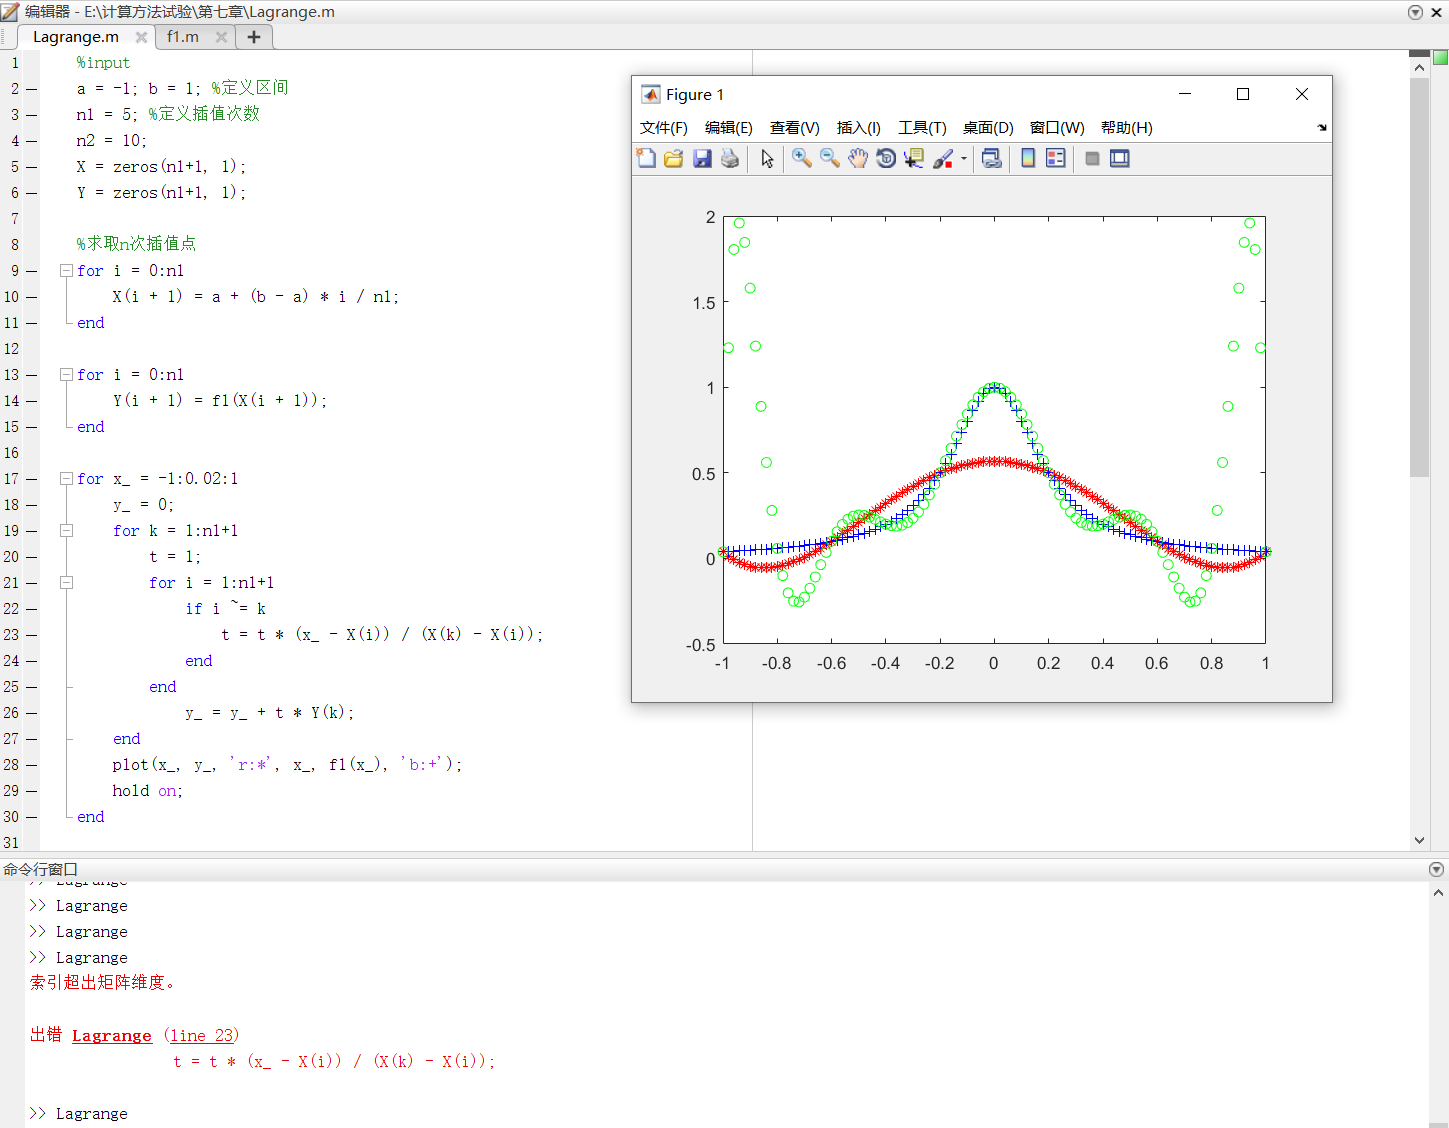 编辑器 - E:\计算方法试验\第七章\Lagrange.m
Lagrange.m f1.m
1 %input
2 a = -1; b = 1; %定义区间
3 n1 = 5; %定义插值次数
4 n2 = 10;
5 X = zeros(n1+1, 1);
6 Y = zeros(n1+1, 1);
7
8 %求取n次插值点
9 for i = 0:n1
10 X(i + 1) = a + (b - a) * i / n1;
11 end
12
13 for i = 0:n1
14 Y(i + 1) = f1(X(i + 1));
15 end
16
17 for x_ = -1:0.02:1
18 y_ = 0;
19 for k = 1:n1+1
20 t = 1;
21 for i = 1:n1+1
22 if i ~= k
23 t = t * (x_ - X(i)) / (X(k) - X(i));
24 end
25 end
26 y_ = y_ + t * Y(k);
27 end
28 plot(x_, y_, 'r:*', x_, f1(x_), 'b:+');
29 hold on;
30 end
31
Figure 1
文件(F) 编辑(E) 查看(V) 插入(I) 工具(T) 桌面(D) 窗口(W) 帮助(H)
2
1.5
1
0.5
0
-0.5
-1 -0.8 -0.6 -0.4 -0.2 0 0.2 0.4 0.6 0.8 1
命令行窗口
>> Lagrange
>> Lagrange
>> Lagrange
>> Lagrange
索引超出矩阵维度。
出错 Lagrange (line 23)
t = t * (x_ - X(i)) / (X(k) - X(i));
>> Lagrange